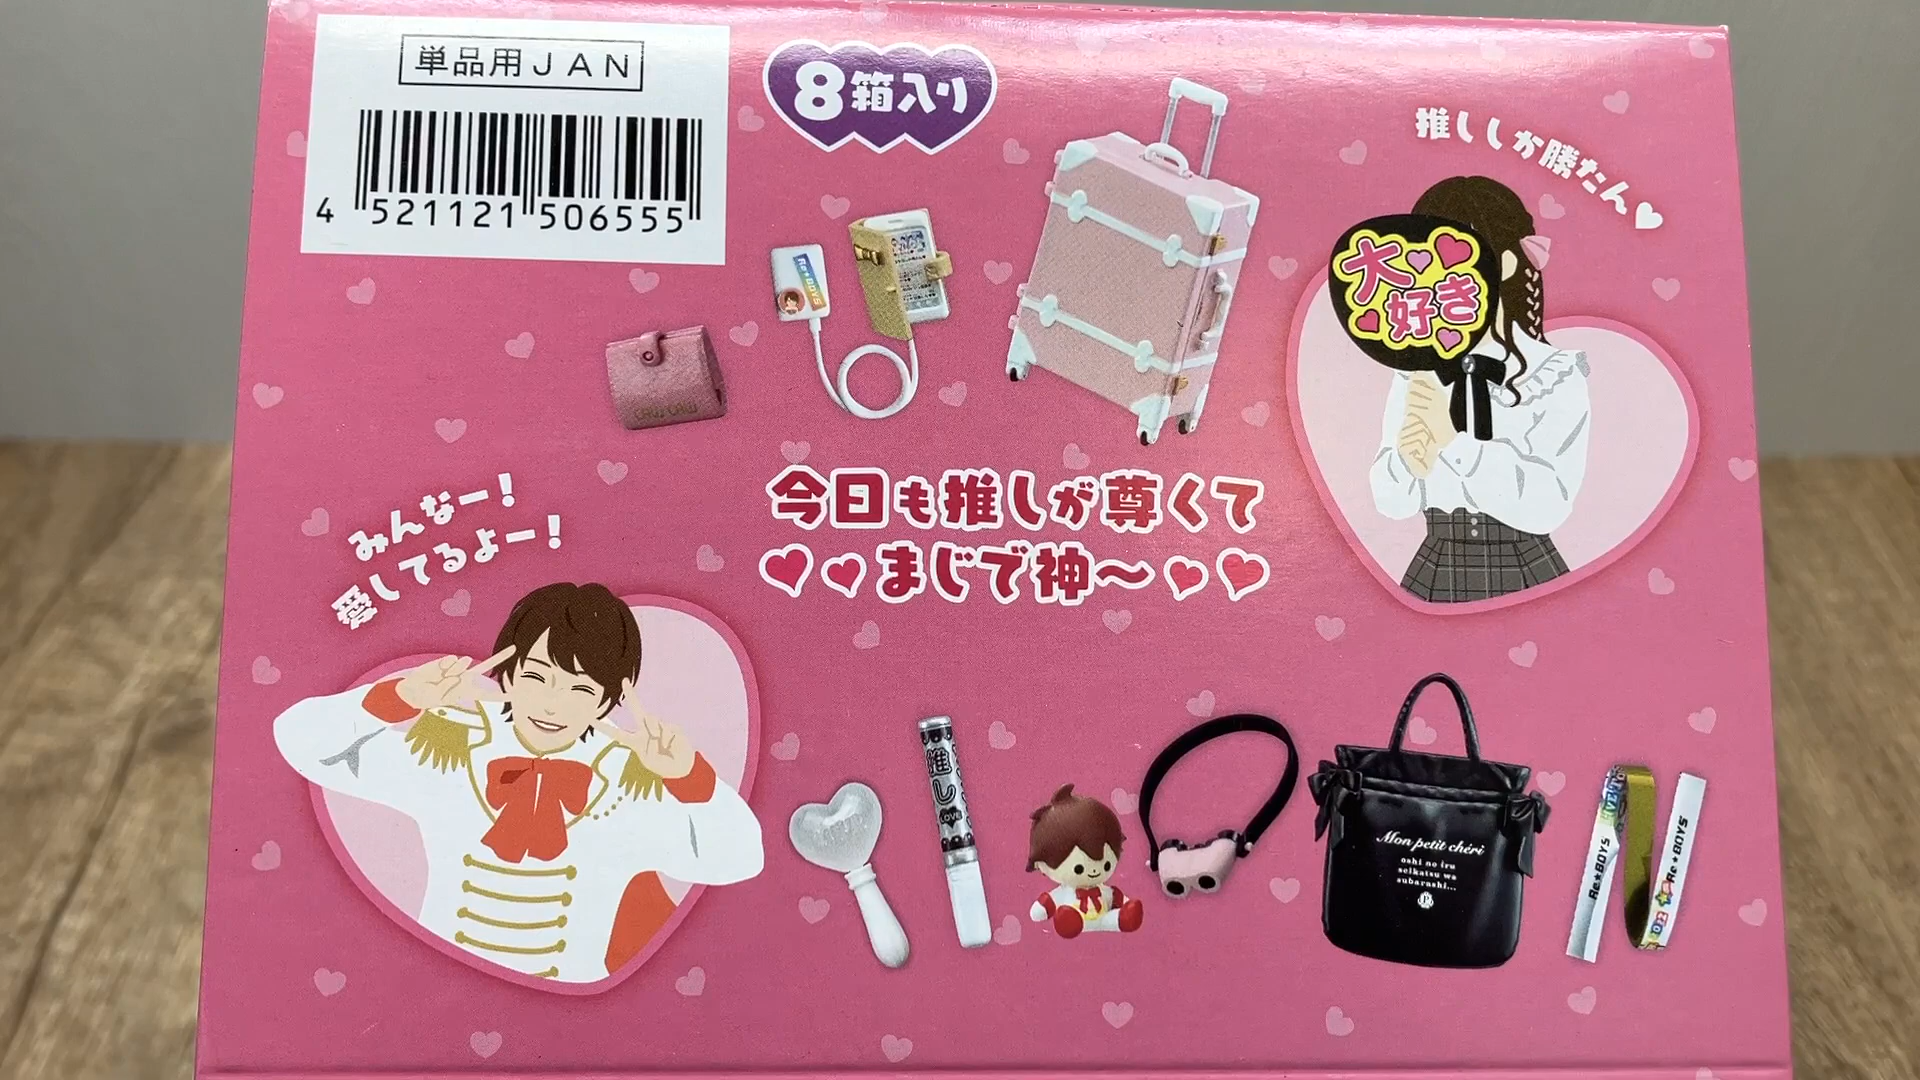 単品用JAN
4 521121 506555
8箱入り
推ししか勝たん♥
大好き
Re★BOYS
今日も推しが尊くて
まじで神〜
みんなー!
愛してるよー!
推し
LOVE
Mon petit chéri
oshi no iru
seikatsu wa
subarashi...
Re★BOYS
Re★BOYS